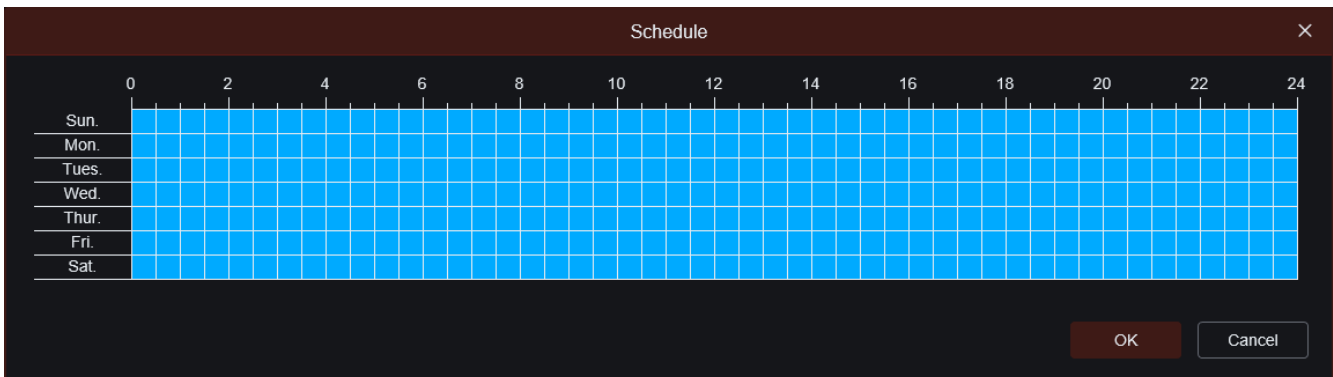 Schedule
0 2 4 6 8 10 12 14 16 18 20 22 24
Sun.
Mon.
Tues.
Wed.
Thur.
Fri.
Sat.
OK Cancel